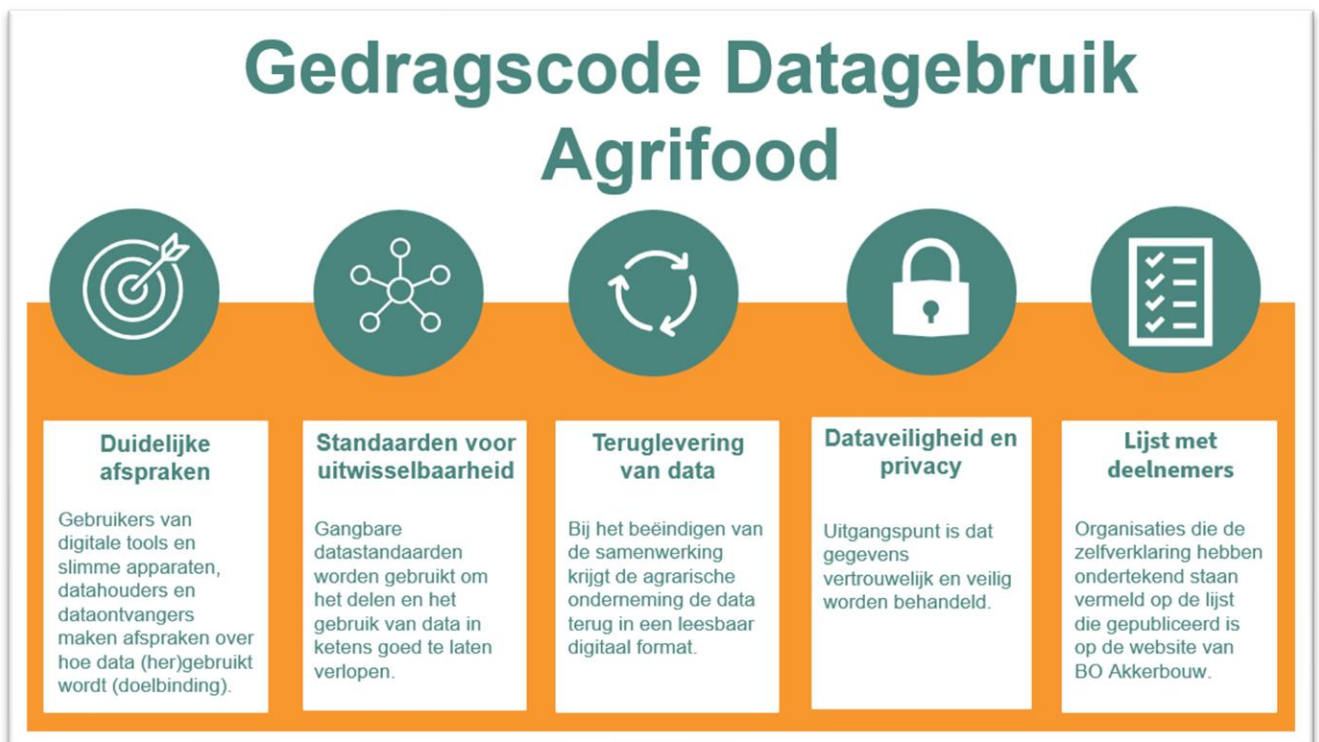 Gedragscode Datagebruik
Agrifood
Duidelijke
afspraken
Gebruikers van
digitale tools en
slimme apparaten,
datahouders en
dataontvangers
maken afspraken over
hoe data (her)gebruikt
wordt (doelbinding).
Standaarden voor
uitwisselbaarheid
Gangbare
datastandaarden
worden gebruikt om
het delen en het
gebruik van data in
ketens goed te laten
verlopen.
Teruglevering
van data
Bij het beëindigen van
de samenwerking
krijgt de agrarische
onderneming de data
terug in een leesbaar
digitaal format.
Dataveiligheid en
privacy
Uitgangspunt is dat
gegevens
vertrouwelijk en veilig
worden behandeld.
Lijst met
deelnemers
Organisaties die de
zelfverklaring hebben
ondertekend staan
vermeld op de lijst
die gepubliceerd is
op de website van
BO Akkerbouw.